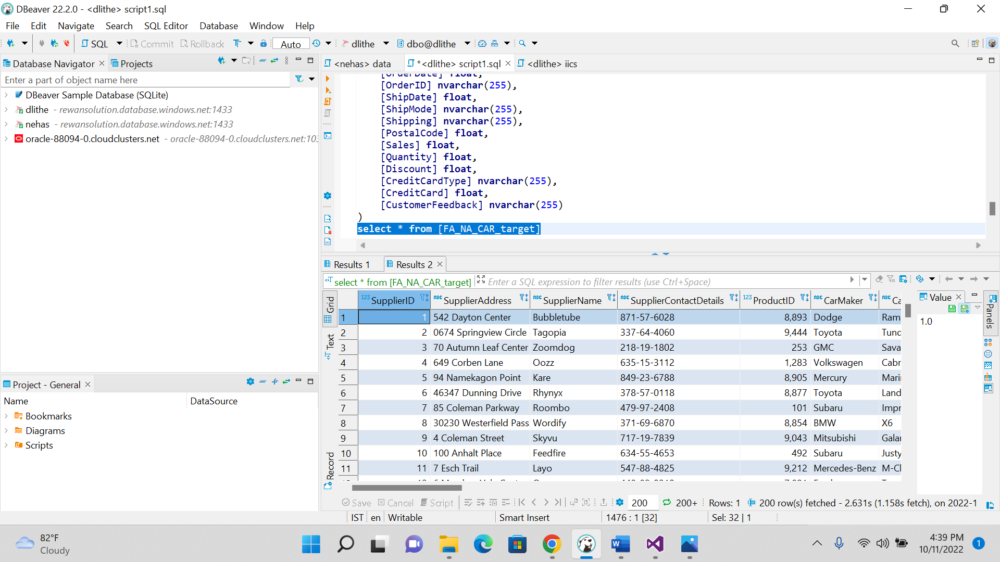 DBeaver 22.2.0 - <dlithe> script1.sql
File Edit Navigate Search SQL Editor Database Window Help
SQL Commit Rollback Auto dlithe dbo@dlithe
Database Navigator Projects
Enter a part of object name here
DBeaver Sample Database (SQLite)
dlithe - rewansolution.database.windows.net:1433
nehas - rewansolution.database.windows.net:1433
oracle-88094-0.cloudclusters.net - oracle-88094-0.cloudclusters.net:103
Project - General
Name DataSource
Bookmarks
Diagrams
Scripts
<nehas> data *<dlithe> script1.sql <dlithe> iics
[OrderDate] float,
[OrderID] nvarchar(255),
[ShipDate] float,
[ShipMode] nvarchar(255),
[Shipping] nvarchar(255),
[PostalCode] float,
[Sales] float,
[Quantity] float,
[Discount] float,
[CreditCardType] nvarchar(255),
[CreditCard] float,
[CustomerFeedback] nvarchar(255)
)
select * from [FA_NA_CAR_target]
Results 1 Results 2
select * from [FA_NA_CAR_target] Enter a SQL expression to filter results (use Ctrl+Space)
Grid
Text
Record
123 SupplierID ABC SupplierAddress ABC SupplierName ABC SupplierContactDetails 123 ProductID ABC CarMaker ABC Ca
1 1 542 Dayton Center Bubbletube 871-57-6028 8,893 Dodge Ram
2 2 0674 Springview Circle Tagopia 337-64-4060 9,444 Toyota Tund
3 3 70 Autumn Leaf Center Zoomdog 218-19-1802 253 GMC Sava
4 4 649 Corben Lane Oozz 635-15-3112 1,283 Volkswagen Cabr
5 5 94 Namekagon Point Kare 849-23-6788 8,905 Mercury Mari
6 6 46347 Dunning Drive Rhynyx 378-57-0118 8,877 Toyota Land
7 7 85 Coleman Parkway Roombo 479-97-2408 101 Subaru Impr
8 8 30230 Westerfield Pass Wordify 371-69-6870 8,854 BMW X6
9 9 4 Coleman Street Skyvu 717-19-7839 9,043 Mitsubishi Galar
10 10 100 Anhalt Place Feedfire 634-55-4653 492 Subaru Justy
11 11 7 Esch Trail Layo 547-88-4825 9,212 Mercedes-Benz M-Cl
Value
1.0
Panels
Save Cancel Script 200 200+ Rows: 1 200 row(s) fetched - 2.631s (1.158s fetch), on 2022-1
IST en Writable Smart Insert 1476 : 1 [32] Sel: 32 | 1
82°F
Cloudy
4:39 PM
10/11/2022
1